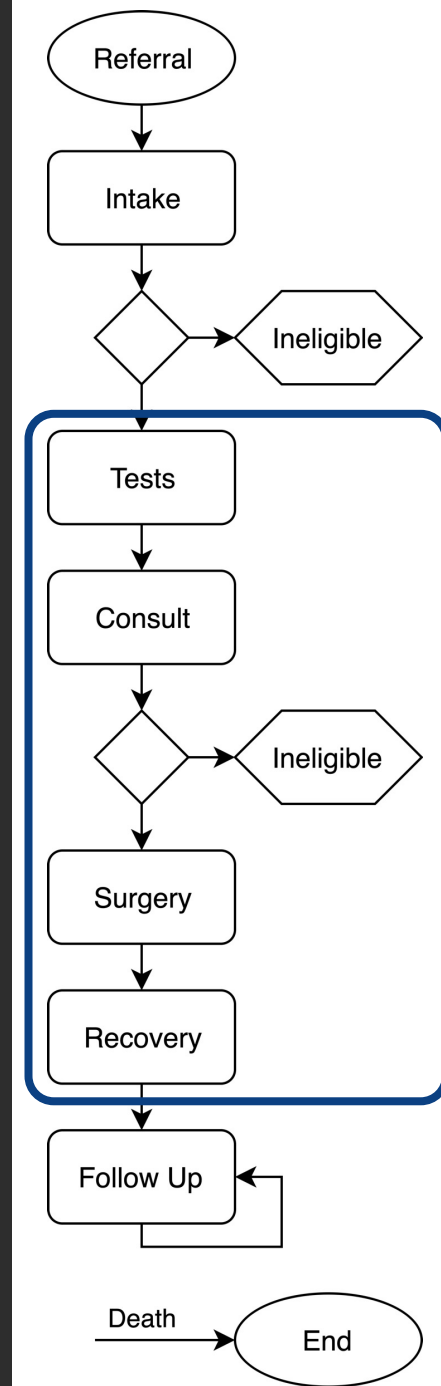 Referral
Intake
Ineligible
Tests
Consult
Ineligible
Surgery
Recovery
Follow Up
Death
End